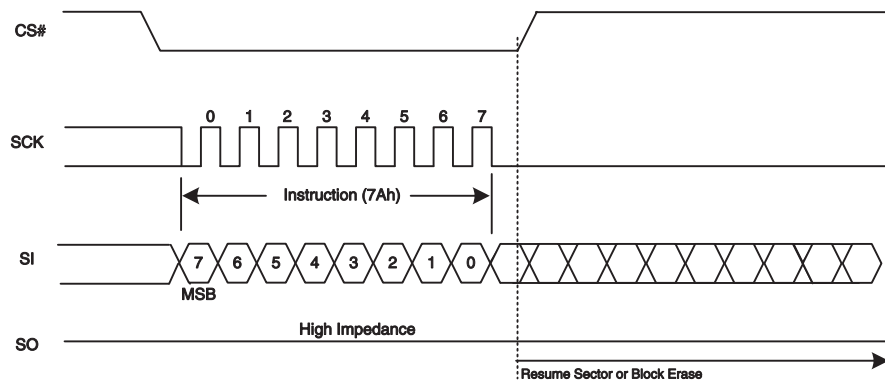 CS#
0 1 2 3 4 5 6 7
SCK
Instruction (7Ah)
SI
7 6 5 4 3 2 1 0
MSB
High Impedance
SO
Resume Sector or Block Erase